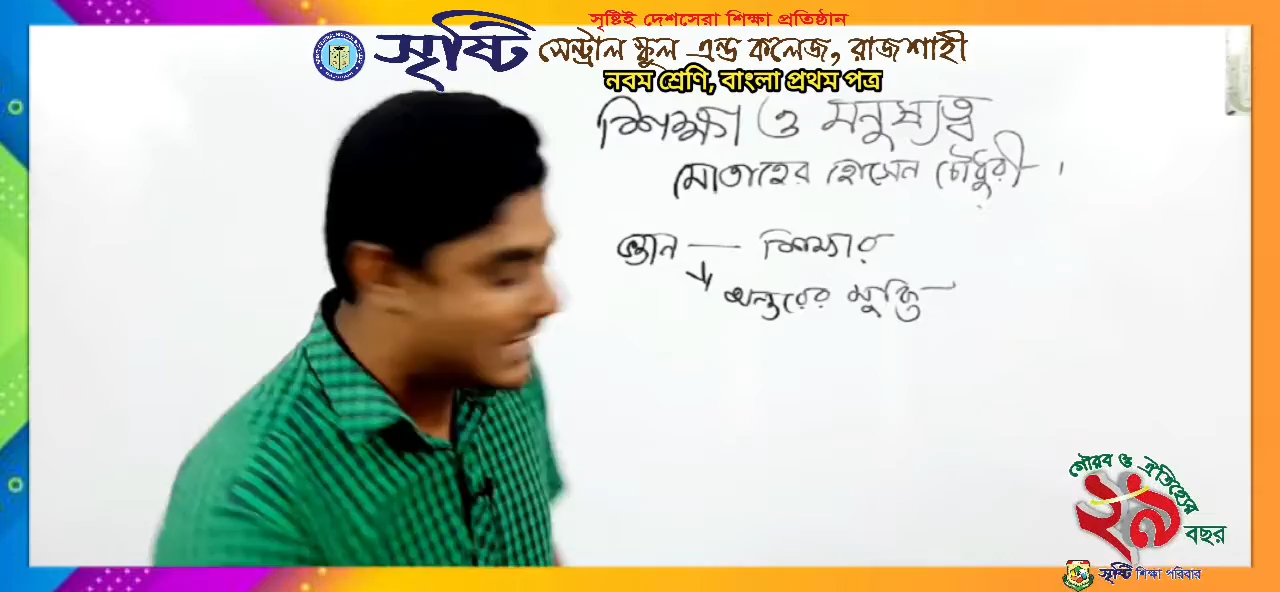 সৃষ্টিই দেশসেরা শিক্ষা প্রতিষ্ঠান
সৃষ্টি সেন্ট্রাল স্কুল এন্ড কলেজ, রাজশাহী
নবম শ্রেণি, বাংলা প্রথম পত্র
শিক্ষা ও মনুষ্যত্ব
মোতাহের হোসেন চৌধুরী।
জ্ঞান — শিক্ষার
অন্তরের মুক্তি
গৌরব ও ঐতিহ্যের
২৯ বছর
সৃষ্টি শিক্ষা পরিবার